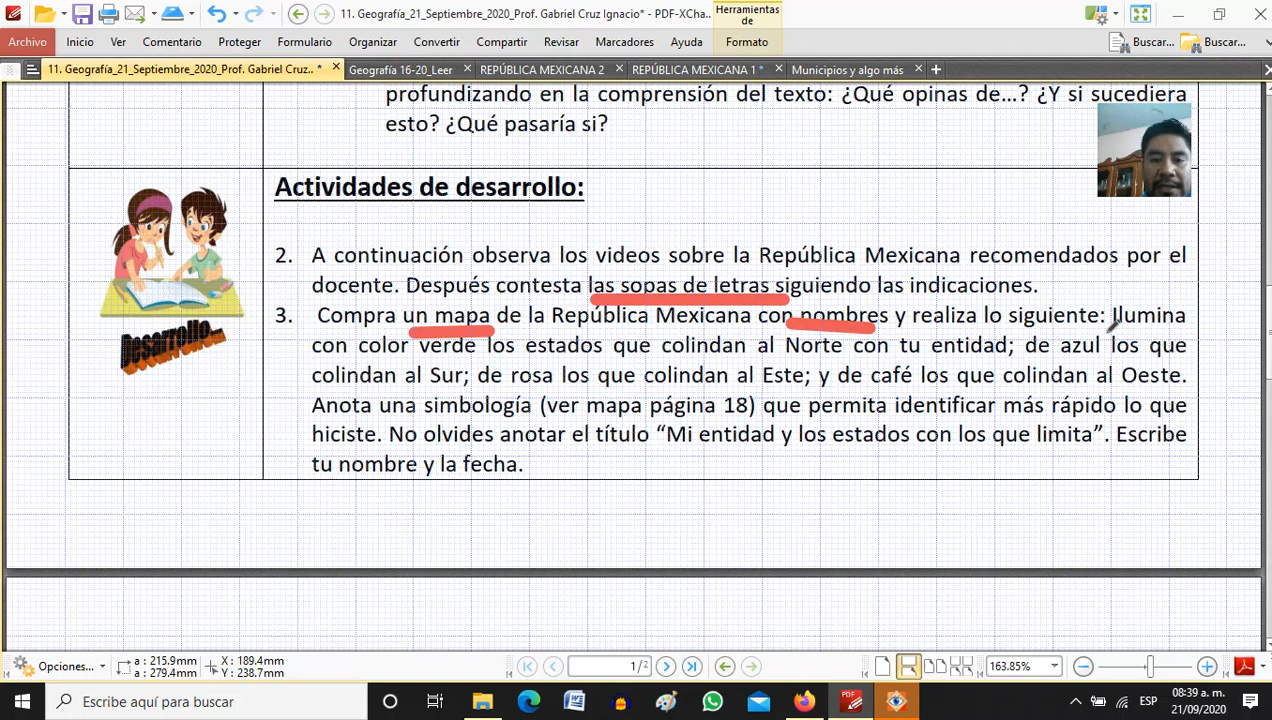 11. Geografía_21_Septiembre_2020_Prof. Gabriel Cruz Ignacio* - PDF-XCha...
Herramientas de
Archivo Inicio Ver Comentario Proteger Formulario Organizar Convertir Compartir Revisar Marcadores Ayuda Formato Buscar... Buscar...
11. Geografía_21_Septiembre_2020_Prof. Gabriel Cruz.. * Geografía 16-20_Leer REPÚBLICA MEXICANA 2 REPÚBLICA MEXICANA 1 * Municipios y algo más
profundizando en la comprensión del texto: ¿Qué opinas de...? ¿Y si sucediera
esto? ¿Qué pasaría si?
Actividades de desarrollo:
2. A continuación observa los videos sobre la República Mexicana recomendados por el
docente. Después contesta las sopas de letras siguiendo las indicaciones.
3. Compra un mapa de la República Mexicana con nombres y realiza lo siguiente: Ilumina
con color verde los estados que colindan al Norte con tu entidad; de azul los que
colindan al Sur; de rosa los que colindan al Este; y de café los que colindan al Oeste.
Anota una simbología (ver mapa página 18) que permita identificar más rápido lo que
hiciste. No olvides anotar el título “Mi entidad y los estados con los que limita”. Escribe
tu nombre y la fecha.
Desarrollo...
Opciones... a : 215.9mm X : 189.4mm
a : 279.4mm Y : 238.7mm
1 / 2
163.85%
Escribe aquí para buscar
ESP
08:39 a. m.
21/09/2020